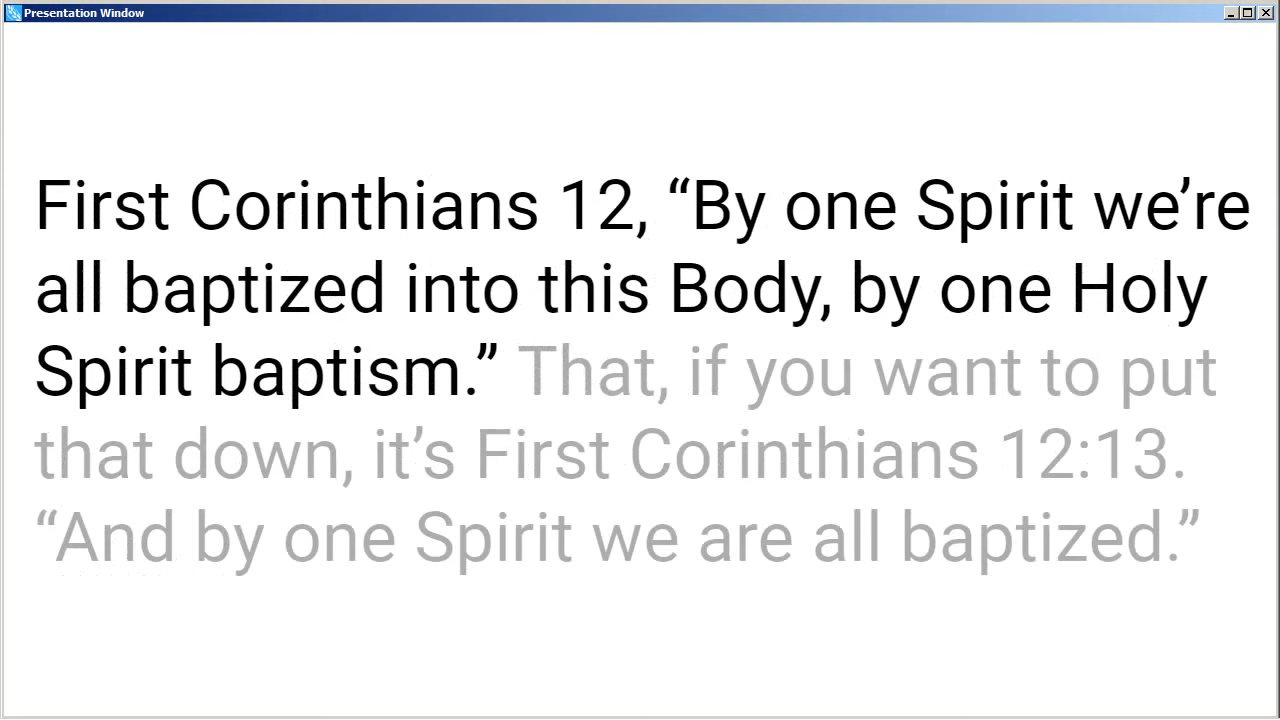 Presentation Window
First Corinthians 12, “By one Spirit we’re
all baptized into this Body, by one Holy
Spirit baptism.” That, if you want to put
that down, it’s First Corinthians 12:13.
“And by one Spirit we are all baptized.”